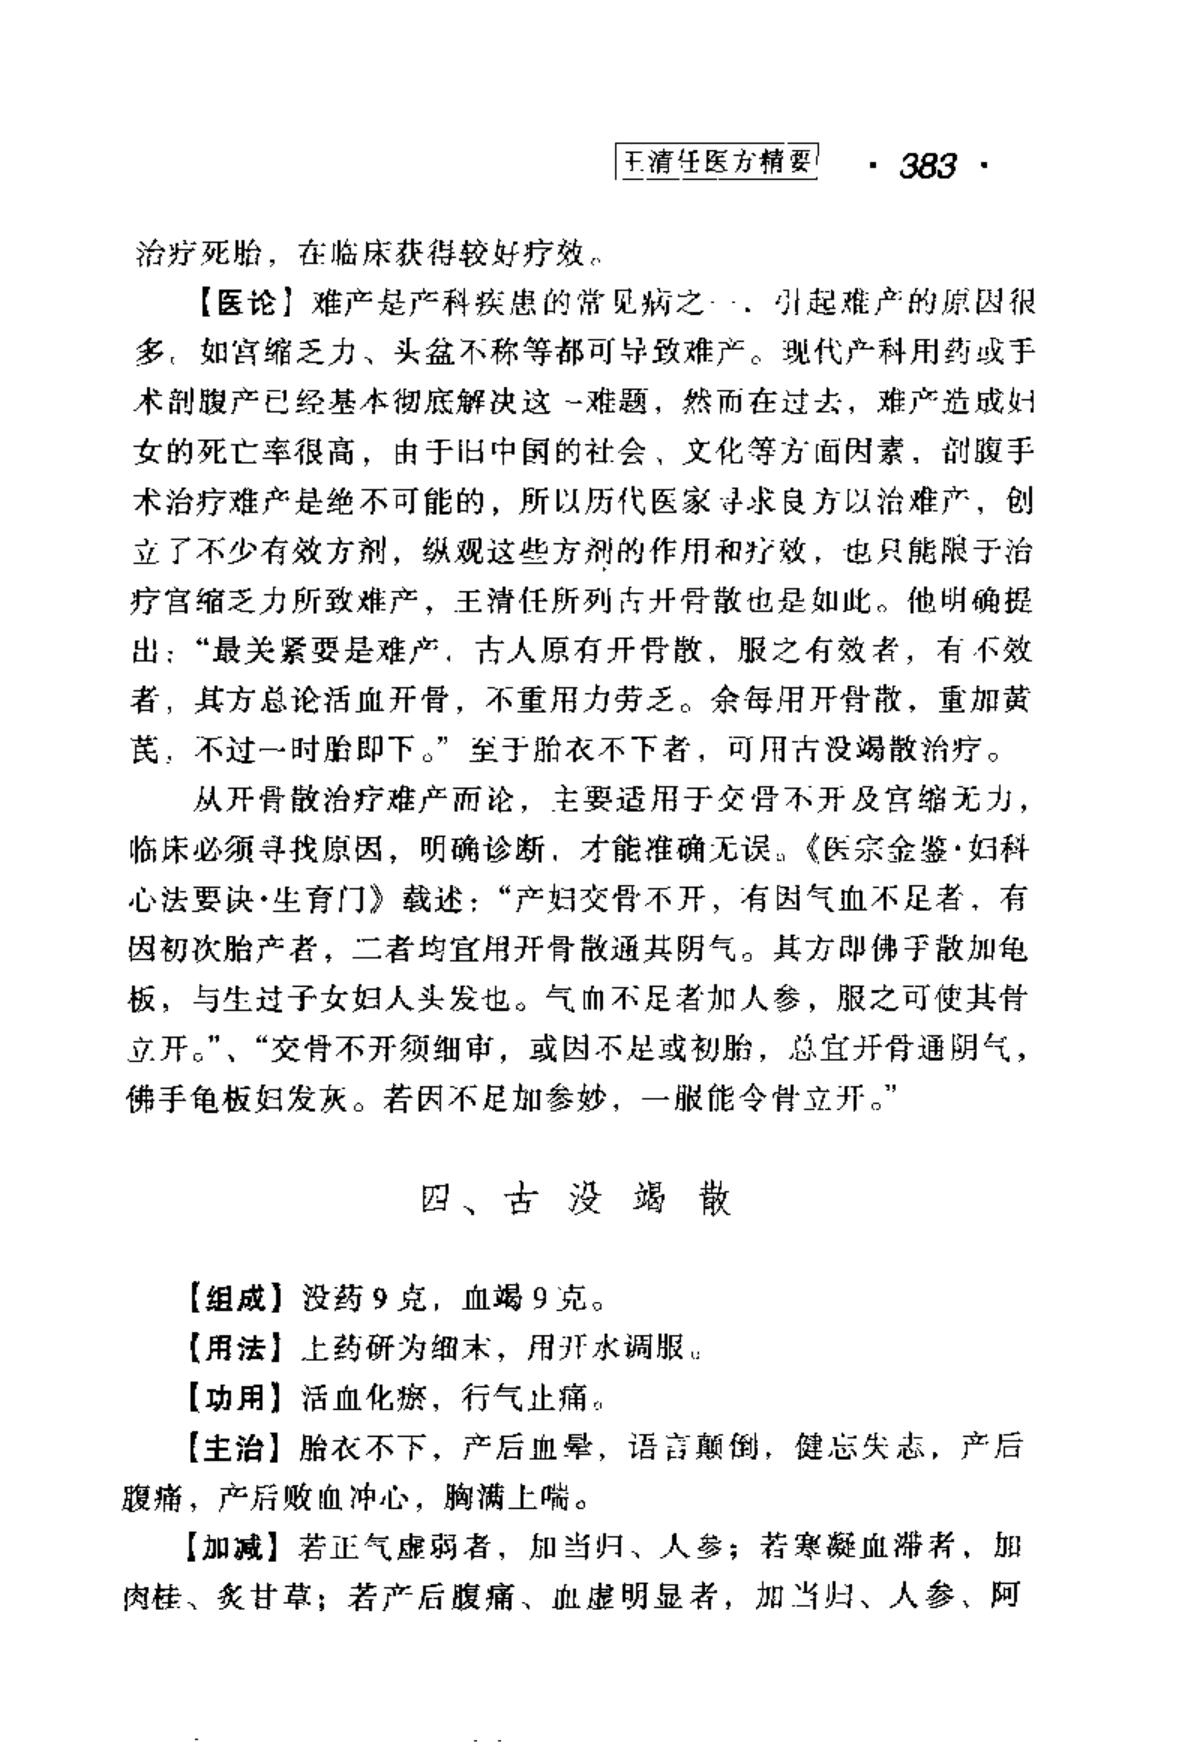 王清任医方精要 · 383 ·
治疗死胎，在临床获得较好疗效。
【医论】难产是产科疾患的常见病之一．引起难产的原因很
多，如宫缩乏力、头盆不称等都可导致难产。现代产科用药或手
术剖腹产已经基本彻底解决这一难题，然而在过去，难产造成妇
女的死亡率很高，由于旧中国的社会、文化等方面因素，剖腹手
术治疗难产是绝不可能的，所以历代医家寻求良方以治难产，创
立了不少有效方剂，纵观这些方剂的作用和疗效，也只能限于治
疗宫缩乏力所致难产，王清任所列古开骨散也是如此。他明确提
出：“最关紧要是难产．古人原有开骨散，服之有效者，有不效
者，其方总论活血开骨，不重用力劳乏。余每用开骨散，重加黄
芪，不过一时胎即下。”至于胎衣不下者，可用古没竭散治疗。
从开骨散治疗难产而论，主要适用于交骨不开及宫缩无力，
临床必须寻找原因，明确诊断，才能准确无误。《医宗金鉴·妇科
心法要诀·生育门》载述：“产妇交骨不开，有因气血不足者，有
因初次胎产者，二者均宜用开骨散通其阴气。其方即佛手散加龟
板，与生过子女妇人头发也。气血不足者加人参，服之可使其骨
立开。”、“交骨不开须细审，或因不足或初胎，总宜开骨通阴气，
佛手龟板妇发灰。若因不足加参妙，一服能令骨立开。”
四、古没竭散
【组成】没药9克，血竭9克。
【用法】上药研为细末，用开水调服。
【功用】活血化瘀，行气止痛。
【主治】胎衣不下，产后血晕，语言颠倒，健忘失志，产后
腹痛，产后败血冲心，胸满上喘。
【加减】若正气虚弱者，加当归、人参；若寒凝血滞者，加
肉桂、炙甘草；若产后腹痛、血虚明显者，加当归、人参、阿